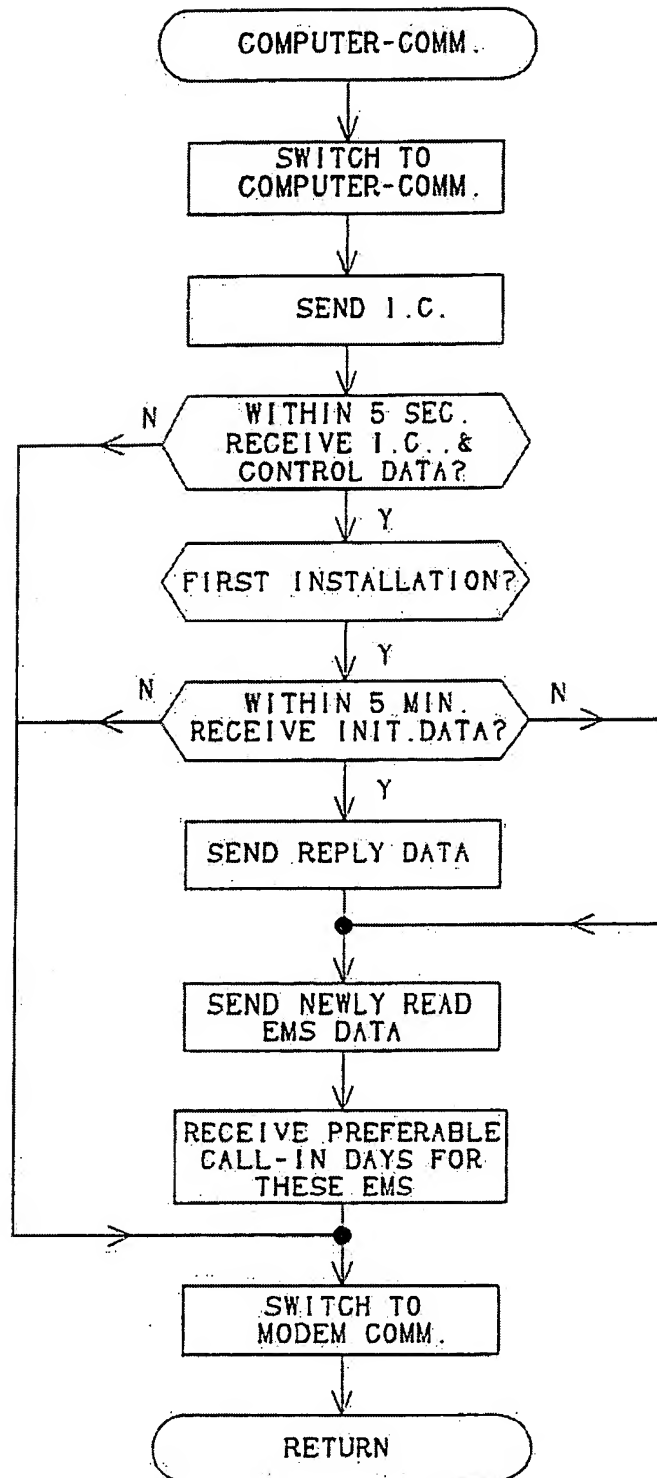 COMPUTER-COMM.
SWITCH TO
COMPUTER-COMM.
SEND I.C.
N
WITHIN 5 SEC.
RECEIVE I.C..&
CONTROL DATA?
Y
FIRST INSTALLATION?
Y
N
WITHIN 5 MIN.
RECEIVE INIT.DATA?
N
Y
SEND REPLY DATA
SEND NEWLY READ
EMS DATA
RECEIVE PREFERABLE
CALL-IN DAYS FOR
THESE EMS
SWITCH TO
MODEM COMM.
RETURN